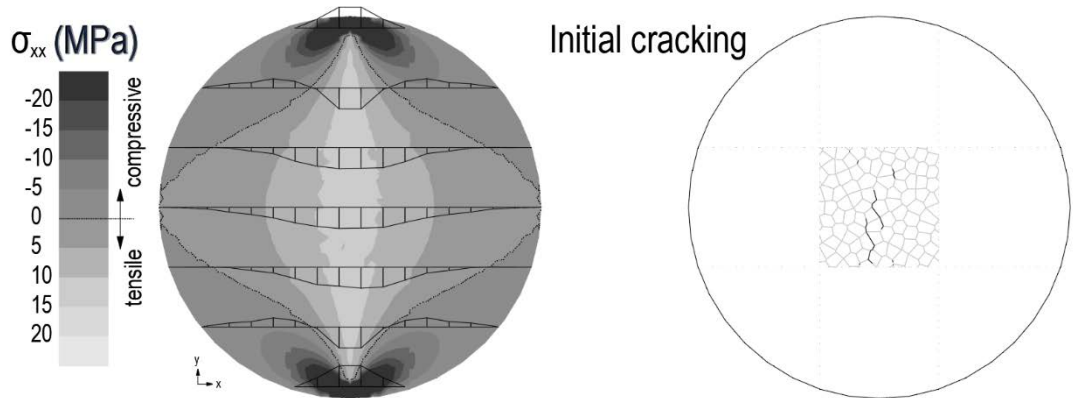 σxx (MPa)
-20
-15
-10
-5
0
5
10
15
20
compressive
tensile
y
x
Initial cracking